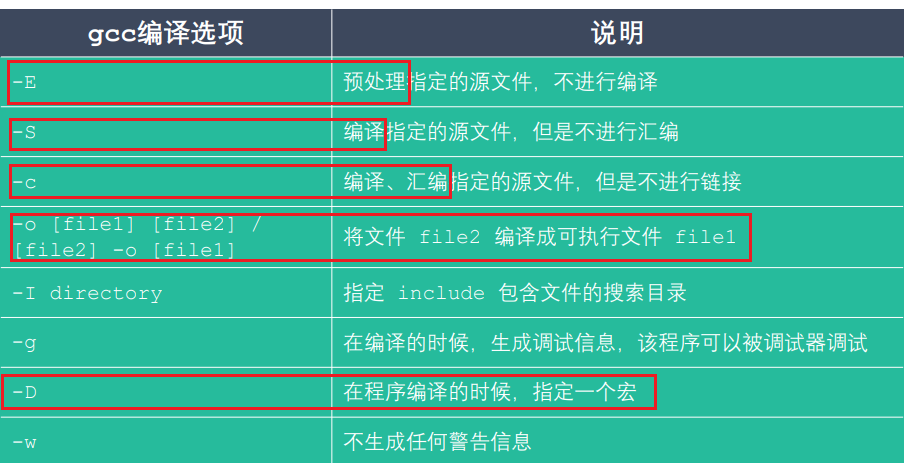 gcc编译选项 说明
-E 预处理指定的源文件，不进行编译
-S 编译指定的源文件，但是不进行汇编
-c 编译、汇编指定的源文件，但是不进行链接
-o [file1] [file2] /
[file2] -o [file1] 将文件 file2 编译成可执行文件 file1
-I directory 指定 include 包含文件的搜索目录
-g 在编译的时候，生成调试信息，该程序可以被调试器调试
-D 在程序编译的时候，指定一个宏
-w 不生成任何警告信息